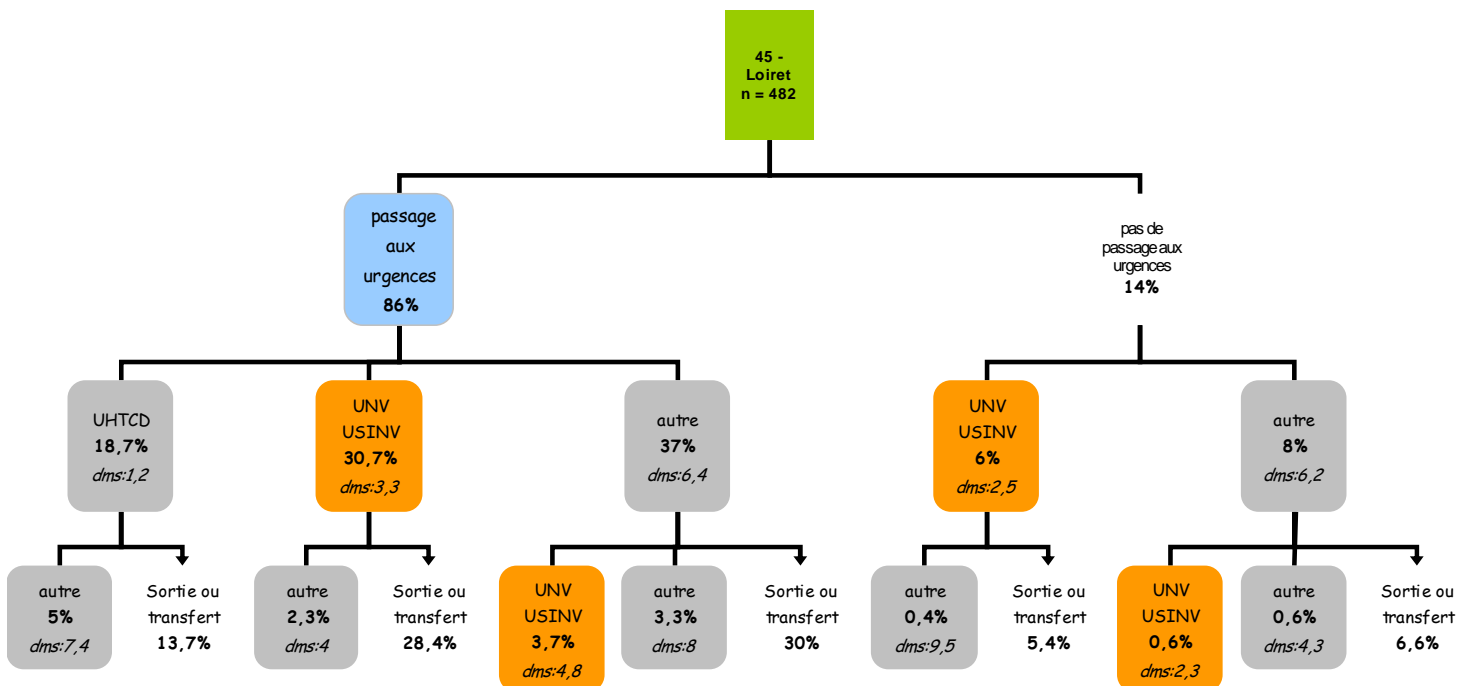 45 -
Loiret
n = 482
passage
aux
urgences
86%
pas de
passage aux
urgences
14%
UHTCD
18,7%
dms:1,2
UNV
USINV
30,7%
dms:3,3
autre
37%
dms:6,4
UNV
USINV
6%
dms:2,5
autre
8%
dms:6,2
autre
5%
dms:7,4
Sortie ou
transfert
13,7%
autre
2,3%
dms:4
Sortie ou
transfert
28,4%
UNV
USINV
3,7%
dms:4,8
autre
3,3%
dms:8
Sortie ou
transfert
30%
autre
0,4%
dms:9,5
Sortie ou
transfert
5,4%
UNV
USINV
0,6%
dms:2,3
autre
0,6%
dms:4,3
Sortie ou
transfert
6,6%